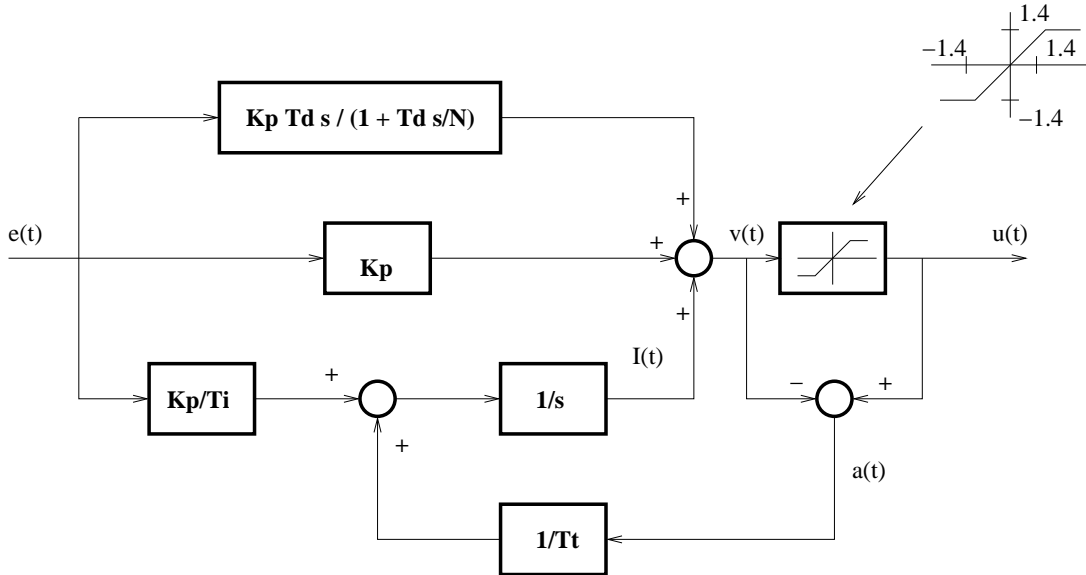 1.4
−1.4
1.4
−1.4
Kp Td s / (1 + Td s/N)
+
e(t)
Kp
+
v(t)
u(t)
+
I(t)
Kp/Ti
+
1/s
−
+
+
a(t)
1/Tt